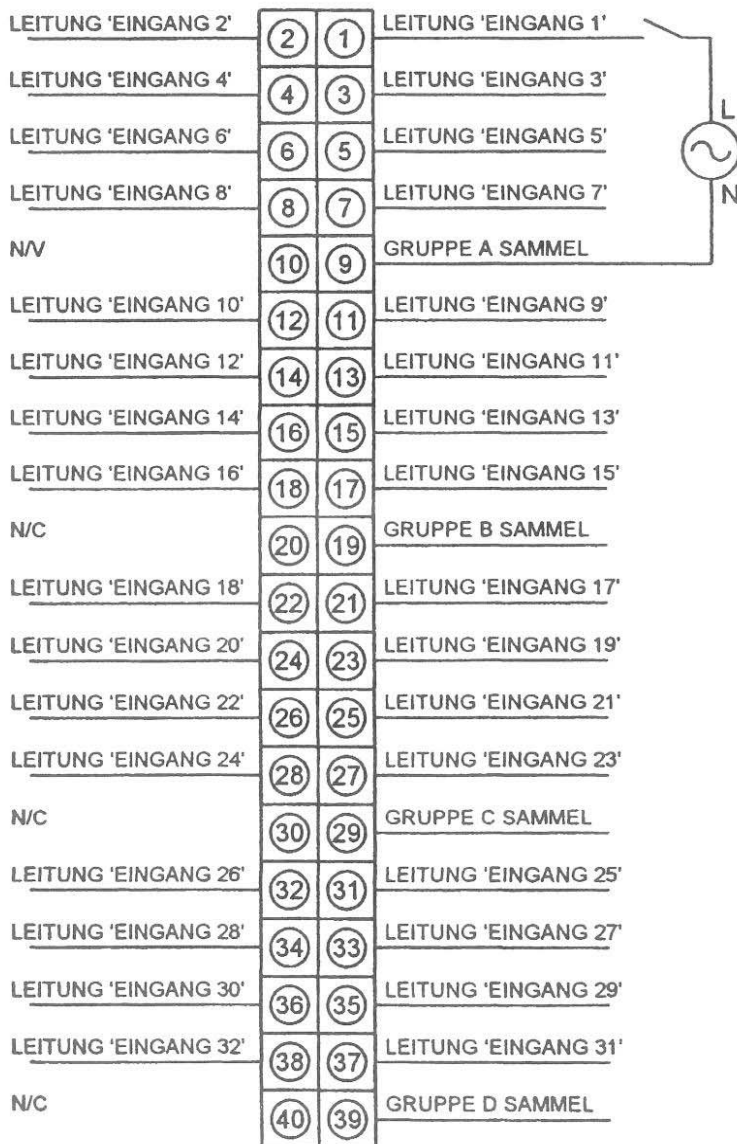 LEITUNG 'EINGANG 2' 2 1 LEITUNG 'EINGANG 1'
LEITUNG 'EINGANG 4' 4 3 LEITUNG 'EINGANG 3'
L
LEITUNG 'EINGANG 6' 6 5 LEITUNG 'EINGANG 5'
LEITUNG 'EINGANG 8' 8 7 LEITUNG 'EINGANG 7'
N
N/V 10 9 GRUPPE A SAMMEL
LEITUNG 'EINGANG 10' 12 11 LEITUNG 'EINGANG 9'
LEITUNG 'EINGANG 12' 14 13 LEITUNG 'EINGANG 11'
LEITUNG 'EINGANG 14' 16 15 LEITUNG 'EINGANG 13'
LEITUNG 'EINGANG 16' 18 17 LEITUNG 'EINGANG 15'
N/C 20 19 GRUPPE B SAMMEL
LEITUNG 'EINGANG 18' 22 21 LEITUNG 'EINGANG 17'
LEITUNG 'EINGANG 20' 24 23 LEITUNG 'EINGANG 19'
LEITUNG 'EINGANG 22' 26 25 LEITUNG 'EINGANG 21'
LEITUNG 'EINGANG 24' 28 27 LEITUNG 'EINGANG 23'
N/C 30 29 GRUPPE C SAMMEL
LEITUNG 'EINGANG 26' 32 31 LEITUNG 'EINGANG 25'
LEITUNG 'EINGANG 28' 34 33 LEITUNG 'EINGANG 27'
LEITUNG 'EINGANG 30' 36 35 LEITUNG 'EINGANG 29'
LEITUNG 'EINGANG 32' 38 37 LEITUNG 'EINGANG 31'
N/C 40 39 GRUPPE D SAMMEL